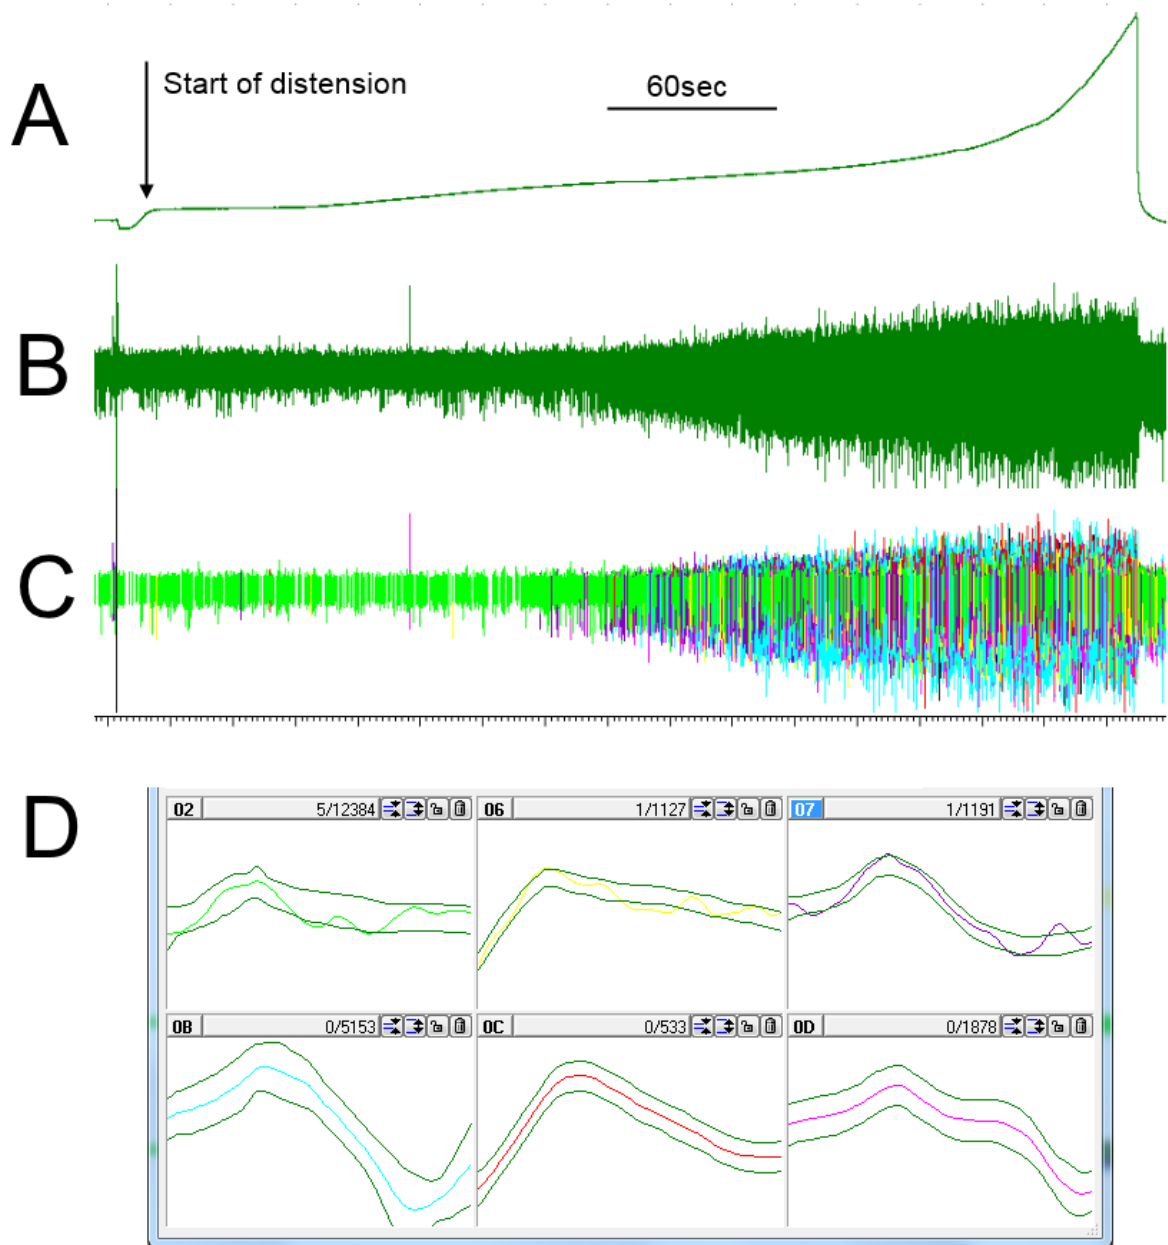 A
Start of distension
60sec
B
C
D
02 5/12384
06 1/1127
07 1/1191
0B 0/5153
0C 0/533
0D 0/1878